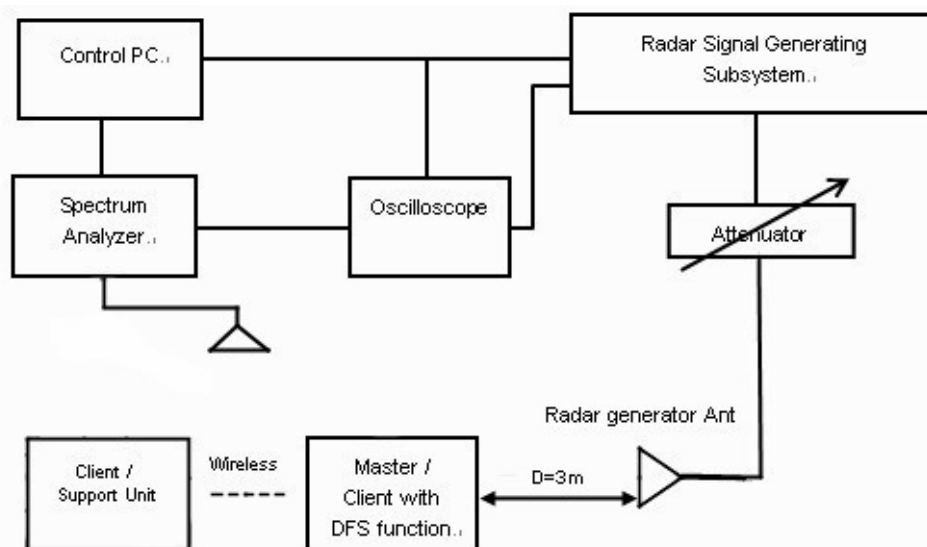 Control PC
Radar Signal Generating
Subsystem
Spectrum
Analyzer
Oscilloscope
Attenuator
Radar generator Ant
Client /
Support Unit
Wireless
Master /
Client with
DFS function
D=3m